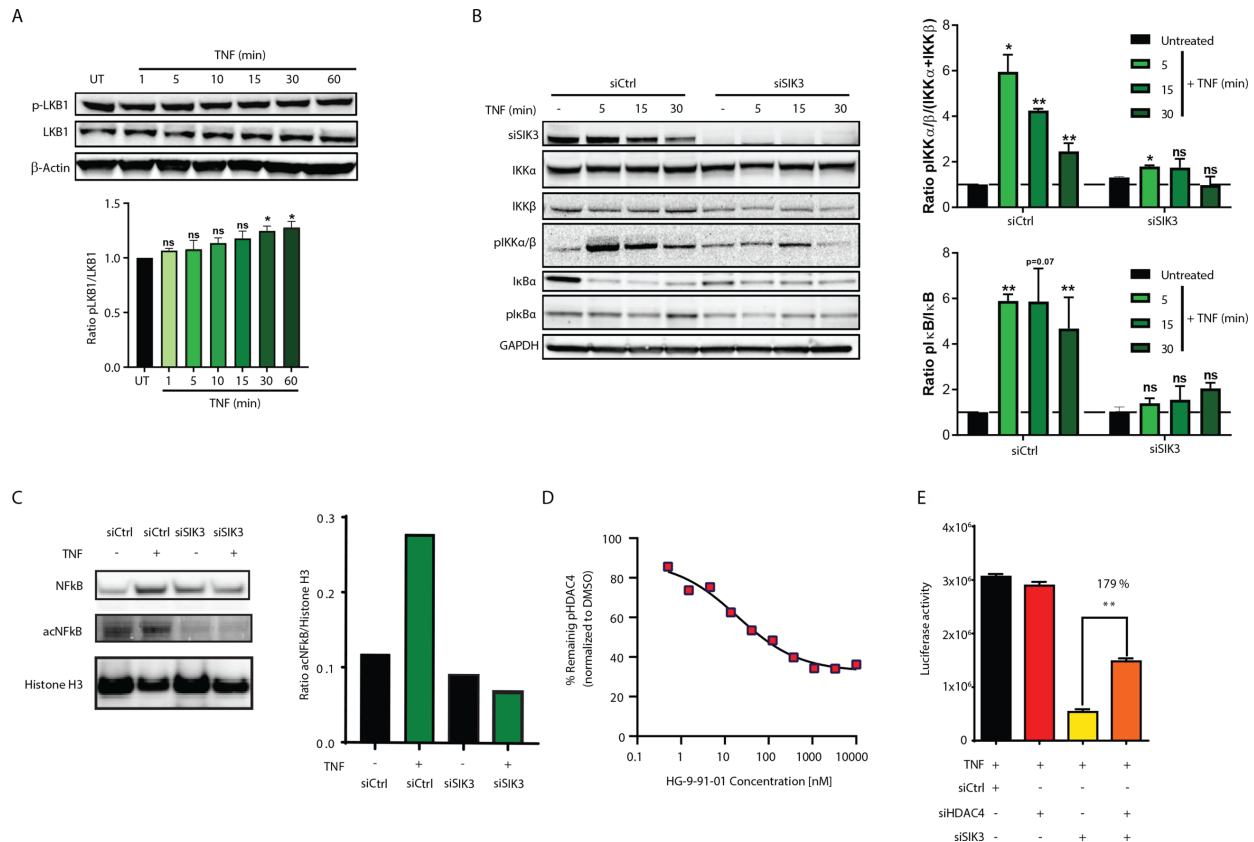 A
TNF (min)
UT 1 5 10 15 30 60
p-LKB1
LKB1
β-Actin
Ratio pLKB1/LKB1
1.5
1.0
0.5
0.0
ns ns ns ns * *
UT 1 5 10 15 30 60
TNF (min)
B
siCtrl siSIK3
TNF (min) - 5 15 30 - 5 15 30
siSIK3
IKKα
IKKβ
pIKKα/β
IκBα
pIκBα
GAPDH
Ratio pIKKα/β/(IKKα+IKKβ)
8
6
4
2
0
* ** ** * ns ns
siCtrl siSIK3
Untreated
5
15
30
+ TNF (min)
Ratio pIκB/IκB
8
6
4
2
0
** p=0.07 ** ns ns ns
siCtrl siSIK3
Untreated
5
15
30
+ TNF (min)
C
siCtrl siCtrl siSIK3 siSIK3
TNF - + - +
NFkB
acNFkB
Histone H3
Ratio acNFkB/Histone H3
0.3
0.2
0.1
0.0
TNF - + - +
siCtrl siCtrl siSIK3 siSIK3
D
% Remainig pHDAC4
(normalized to DMSO)
100
80
60
40
20
0
0.1 1 10 100 1000 10000
HG-9-91-01 Concentration [nM]
E
Luciferase activity
4x10⁶
3x10⁶
2x10⁶
1x10⁶
0
179 %
**
TNF + + + +
siCtrl + - - -
siHDAC4 - + - +
siSIK3 - - + +